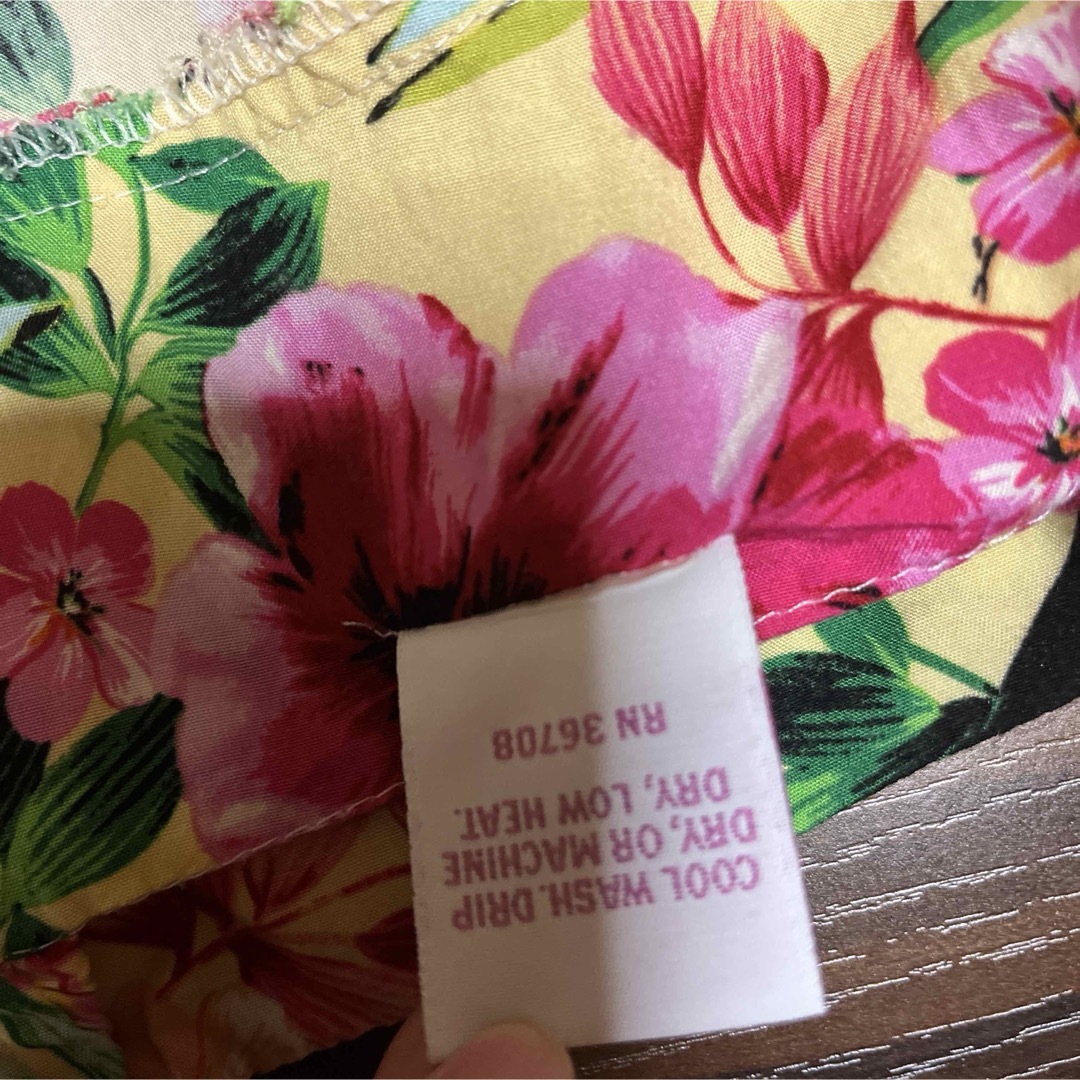 COOL WASH. DRIP
DRY, OR MACHINE
DRY, LOW HEAT.
RN 36708